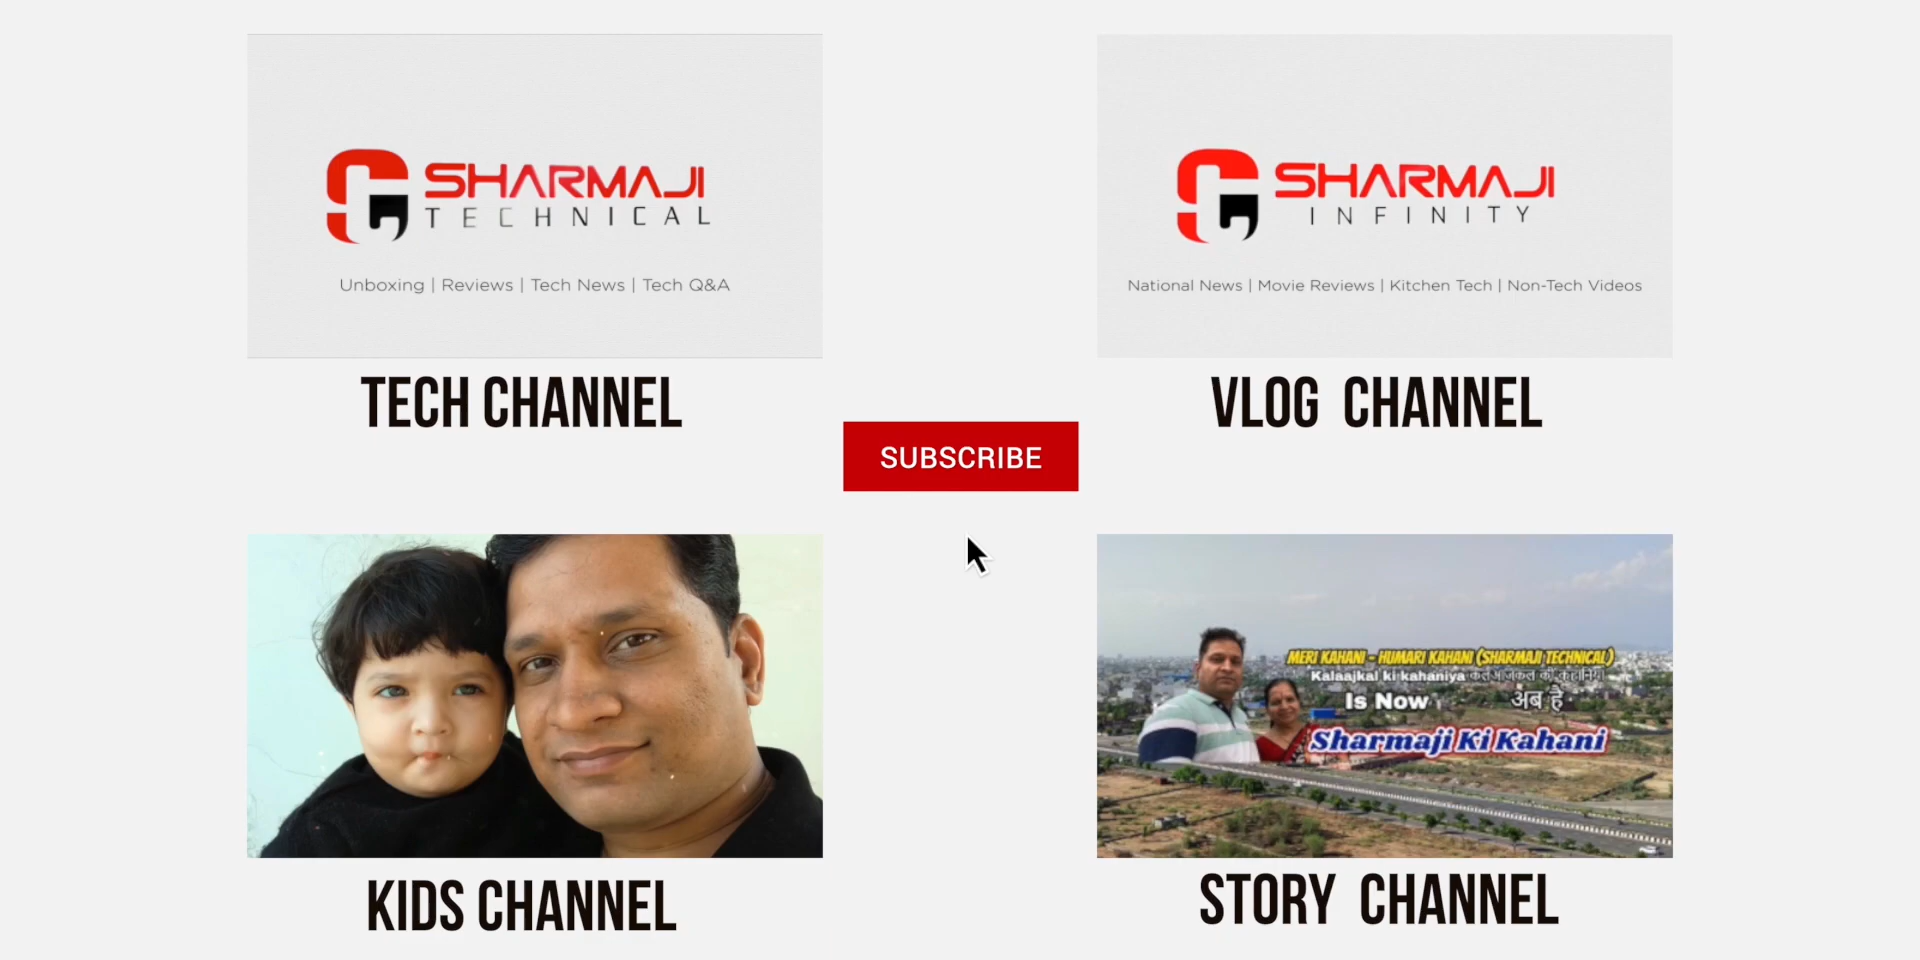 SHARMAJI
TECHNICAL
Unboxing | Reviews | Tech News | Tech Q&A
TECH CHANNEL
SHARMAJI
INFINITY
National News | Movie Reviews | Kitchen Tech | Non-Tech Videos
VLOG CHANNEL
SUBSCRIBE
KIDS CHANNEL
MERI KAHANI - HUMARI KAHANI (SHARMAJI TECHNICAL)
Kalaajkal ki kahaniya कलआजकल की कहानियां
Is Now अब है
Sharmaji Ki Kahani
STORY CHANNEL